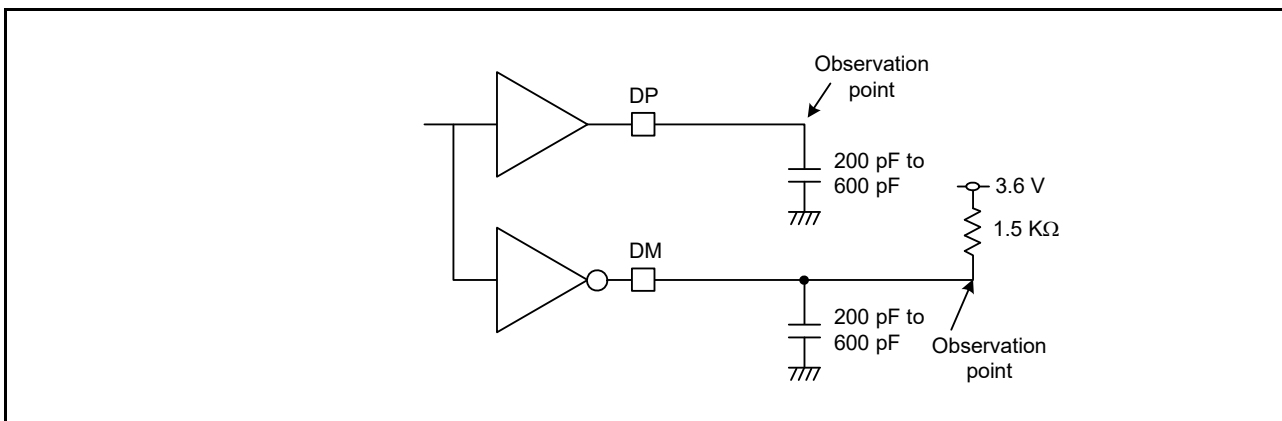 Observation
point
DP
200 pF to
600 pF
3.6 V
1.5 KΩ
DM
200 pF to
600 pF
Observation
point